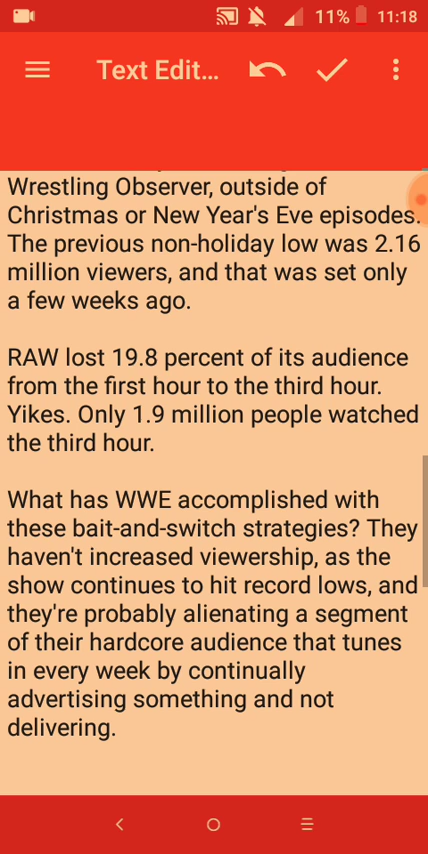 11% 11:18
Text Edit...
Wrestling Observer, outside of
Christmas or New Year's Eve episodes.
The previous non-holiday low was 2.16
million viewers, and that was set only
a few weeks ago.
RAW lost 19.8 percent of its audience
from the first hour to the third hour.
Yikes. Only 1.9 million people watched
the third hour.
What has WWE accomplished with
these bait-and-switch strategies? They
haven't increased viewership, as the
show continues to hit record lows, and
they're probably alienating a segment
of their hardcore audience that tunes
in every week by continually
advertising something and not
delivering.